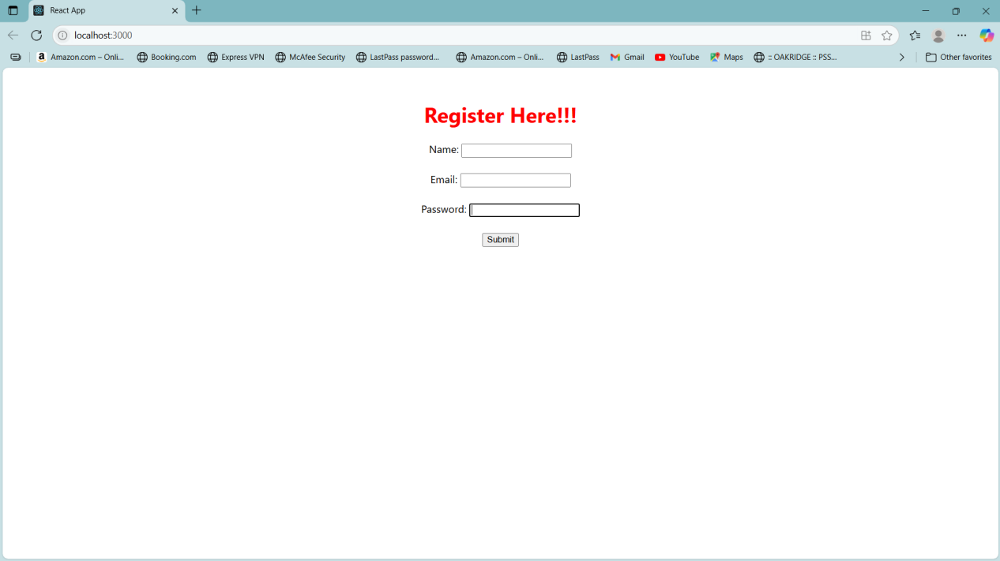 React App
localhost:3000
Amazon.com – Onli... Booking.com Express VPN McAfee Security LastPass password... Amazon.com – Onli... LastPass Gmail YouTube Maps :: OAKRIDGE :: PSS... Other favorites
Register Here!!!
Name:
Email:
Password:
Submit